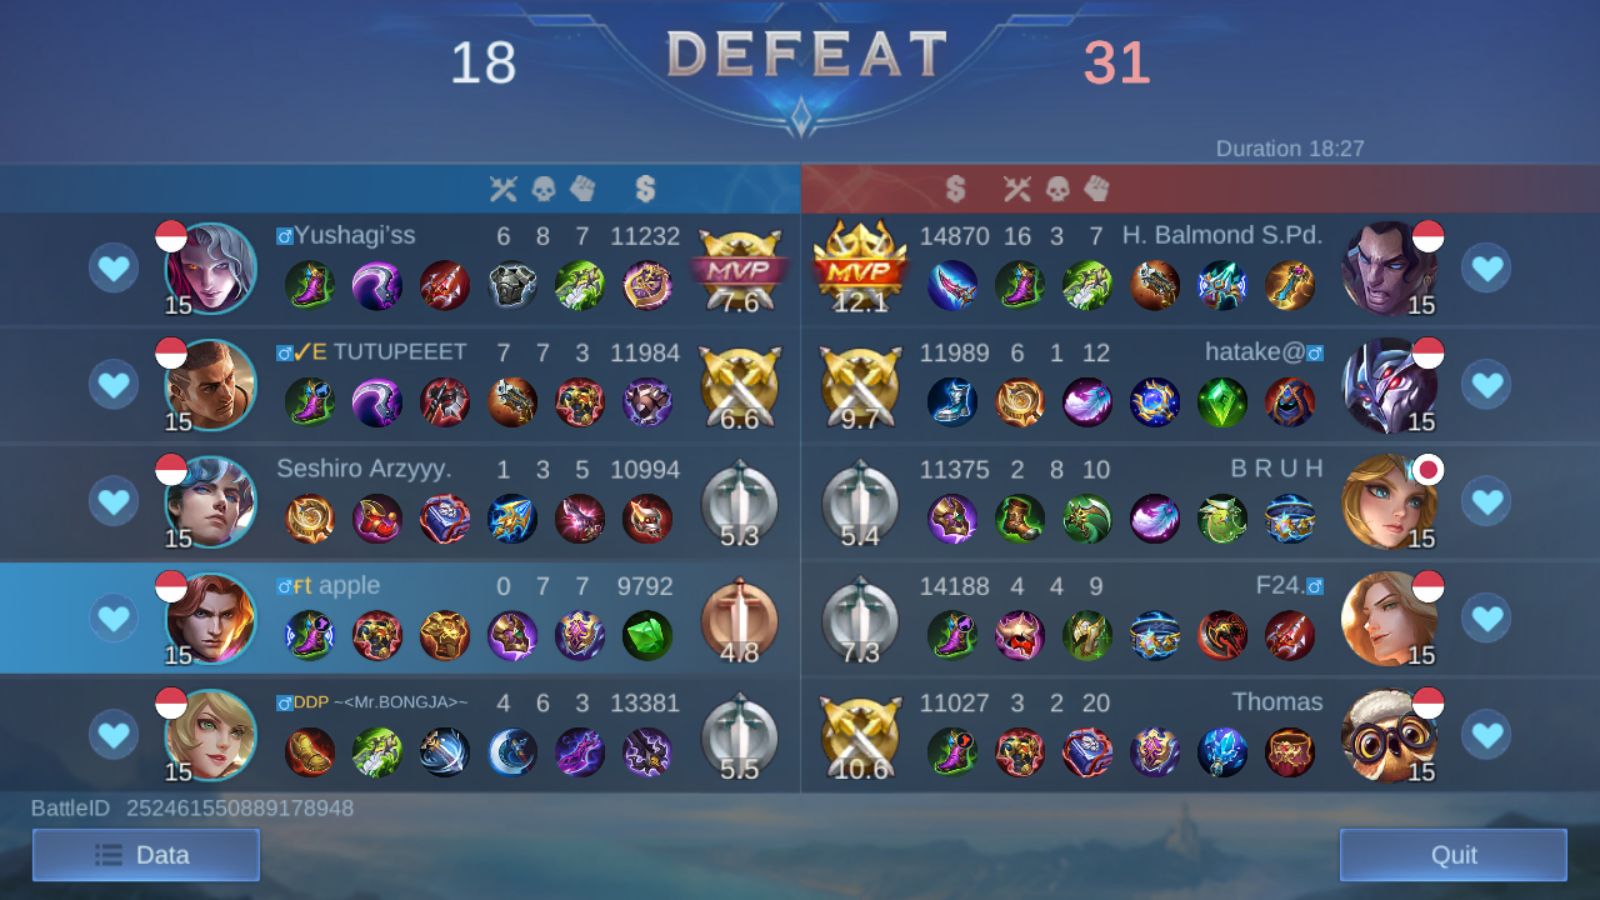 18 DEFEAT 31
Duration 18:27
Yushagi'ss 6 8 7 11232 MVP 7.6
15
MVP 12.1 14870 16 3 7 H. Balmond S.Pd.
15
✓E TUTUPEEET 7 7 3 11984 6.6
15
9.7 11989 6 1 12 hatake@
15
Seshiro Arzyyy. 1 3 5 10994 5.3
15
5.4 11375 2 8 10 B R U H
15
Ft apple 0 7 7 9792 4.8
15
7.3 14188 4 4 9 F24.
15
DDP ~<Mr.BONGJA>~ 4 6 3 13381 5.5
15
10.6 11027 3 2 20 Thomas
15
BattleID 252461550889178948
Data
Quit